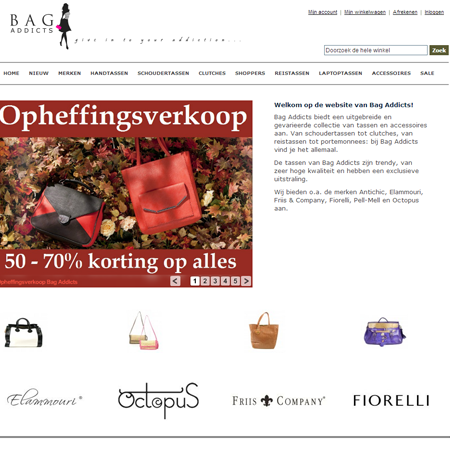 BAG
ADDICTS
give in to your addiction...
Mijn account | Mijn winkelwagen | Afrekenen | Inloggen
Doorzoek de hele winkel
Zoek
HOME NIEUW MERKEN HANDTASSEN SCHOUDERTASSEN CLUTCHES SHOPPERS REISTASSEN LAPTOPTASSEN ACCESSOIRES SALE
Opheffingsverkoop
50 - 70% korting op alles
pheffingsverkoop Bag Addicts
< 1 2 3 4 5 >
Welkom op de website van Bag Addicts!
Bag Addicts biedt een uitgebreide en
gevarieerde collectie van tassen en accessoires
aan. Van schoudertassen tot clutches, van
reistassen tot portemonnees: bij Bag Addicts
vind je het allemaal.
De tassen van Bag Addicts zijn trendy, van
zeer hoge kwaliteit en hebben een exclusieve
uitstraling.
Wij bieden o.a. de merken Antichic, Elammouri,
Friis & Company, Fiorelli, Pell-Mell en Octopus
aan.
Elammouri®
OctopuS
FRIIS COMPANY®
FIORELLI